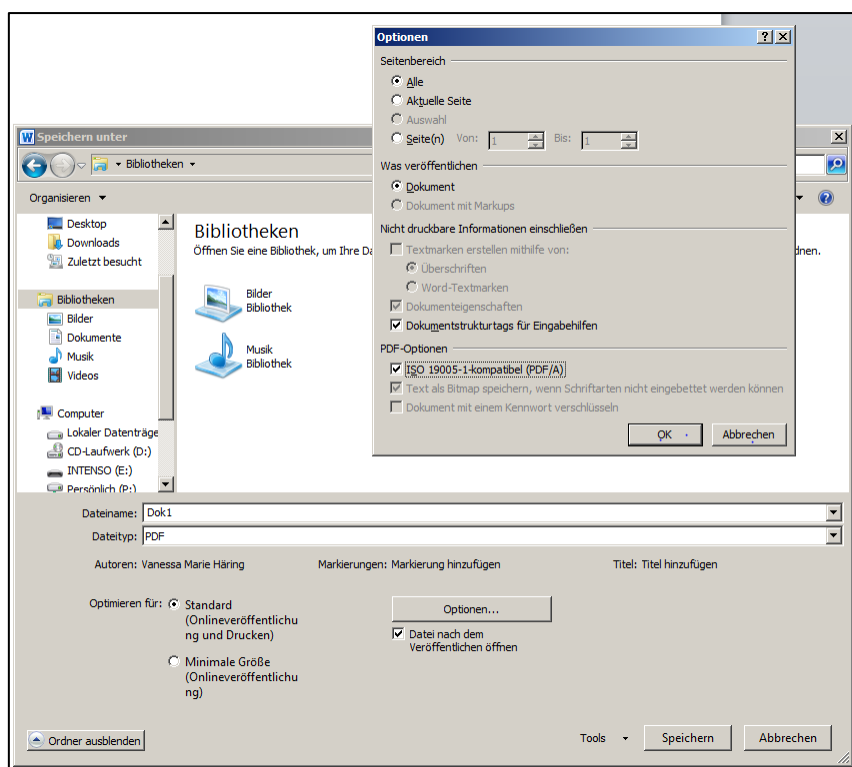 Optionen
Seitenbereich
Alle
Aktuelle Seite
Auswahl
Seite(n) Von: 1 Bis: 1
Was veröffentlichen
Dokument
Dokument mit Markups
Nicht druckbare Informationen einschließen
Textmarken erstellen mithilfe von:
Überschriften
Word-Textmarken
Dokumenteigenschaften
Dokumentstrukturtags für Eingabehilfen
PDF-Optionen
ISO 19005-1-kompatibel (PDF/A)
Text als Bitmap speichern, wenn Schriftarten nicht eingebettet werden können
Dokument mit einem Kennwort verschlüsseln
OK Abbrechen
Speichern unter
Bibliotheken
Organisieren
Desktop
Downloads
Zuletzt besucht
Bibliotheken
Bilder
Dokumente
Musik
Videos
Computer
Lokaler Datenträge
CD-Laufwerk (D:)
INTENSO (E:)
Persönlich (P:)
Bibliotheken
Öffnen Sie eine Bibliothek, um Ihre Da dnen.
Bilder
Bibliothek
Musik
Bibliothek
Dateiname: Dok1
Dateityp: PDF
Autoren: Vanessa Marie Häring Markierungen: Markierung hinzufügen Titel: Titel hinzufügen
Optimieren für: Standard
(Onlineveröffentlichu
ng und Drucken)
Minimale Größe
(Onlineveröffentlichu
ng)
Optionen...
Datei nach dem
Veröffentlichen öffnen
Ordner ausblenden Tools Speichern Abbrechen